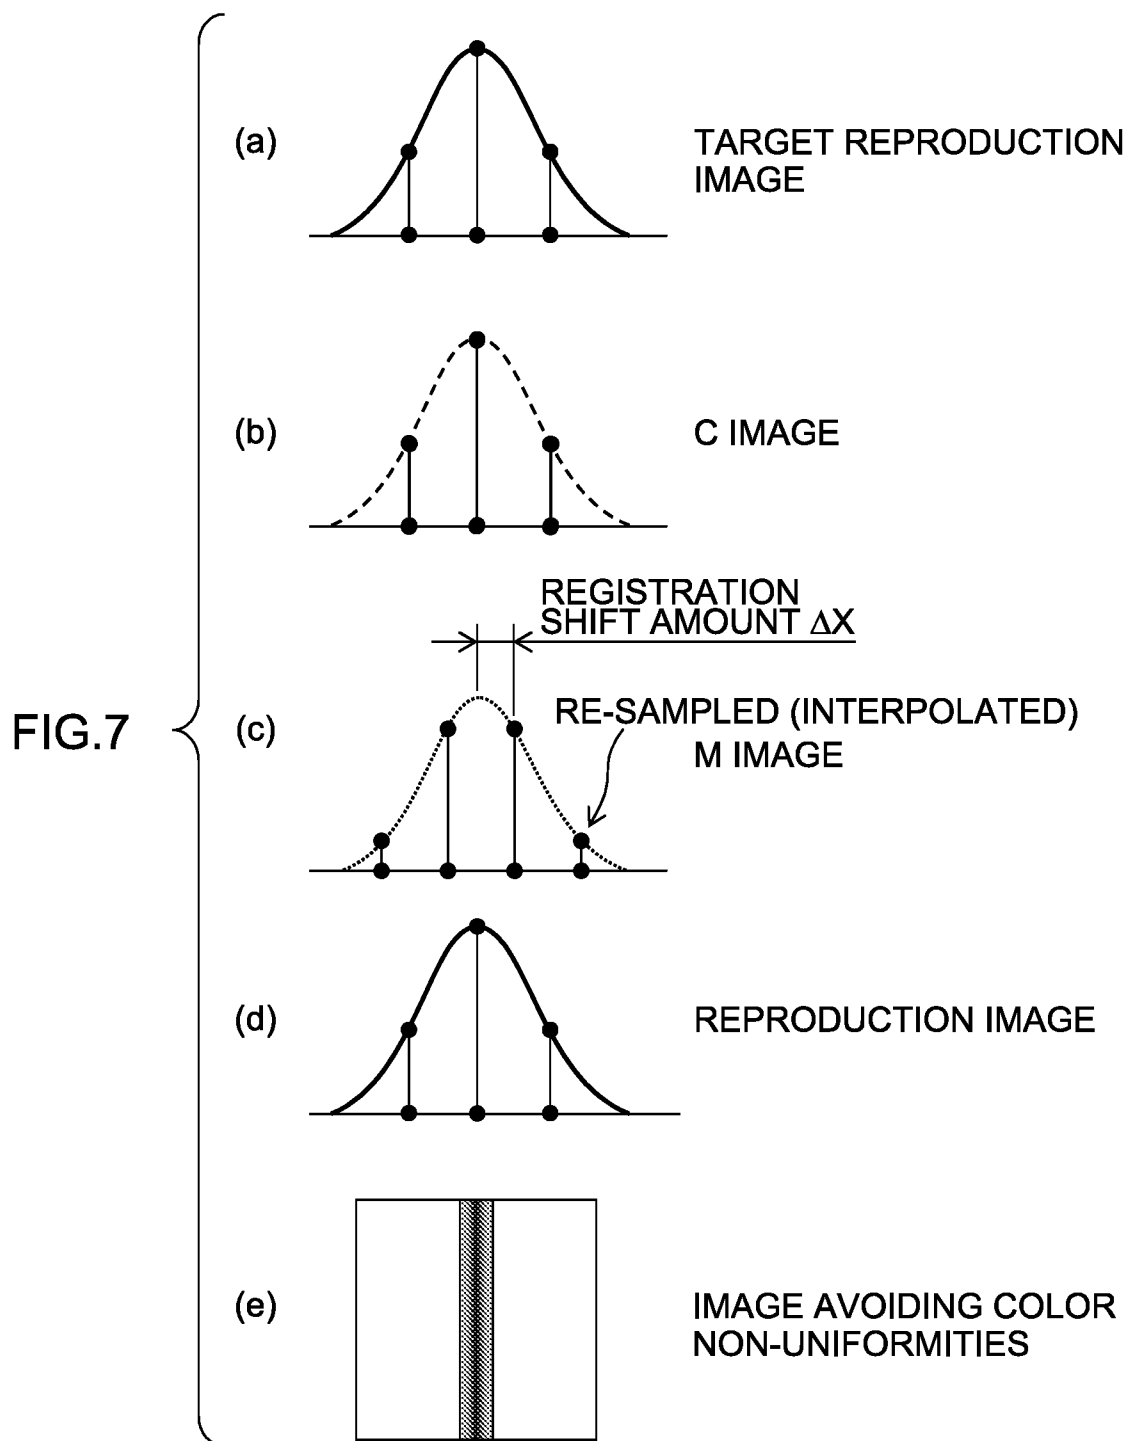 (a)
TARGET REPRODUCTION
IMAGE
(b)
C IMAGE
REGISTRATION
SHIFT AMOUNT ΔX
FIG.7
(c)
RE-SAMPLED (INTERPOLATED)
M IMAGE
(d)
REPRODUCTION IMAGE
(e)
IMAGE AVOIDING COLOR
NON-UNIFORMITIES